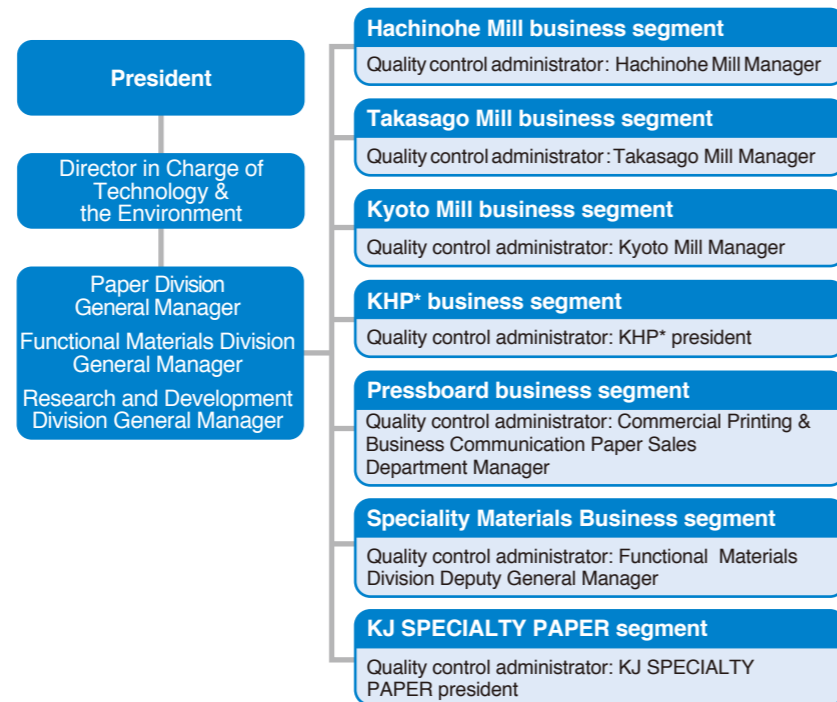 President
Director in Charge of
Technology &
the Environment
Paper Division
General Manager
Functional Materials Division
General Manager
Research and Development
Division General Manager
Hachinohe Mill business segment
Quality control administrator: Hachinohe Mill Manager
Takasago Mill business segment
Quality control administrator: Takasago Mill Manager
Kyoto Mill business segment
Quality control administrator: Kyoto Mill Manager
KHP* business segment
Quality control administrator: KHP* president
Pressboard business segment
Quality control administrator: Commercial Printing &
Business Communication Paper Sales
Department Manager
Speciality Materials Business segment
Quality control administrator: Functional Materials
Division Deputy General Manager
KJ SPECIALTY PAPER segment
Quality control administrator: KJ SPECIALTY
PAPER president